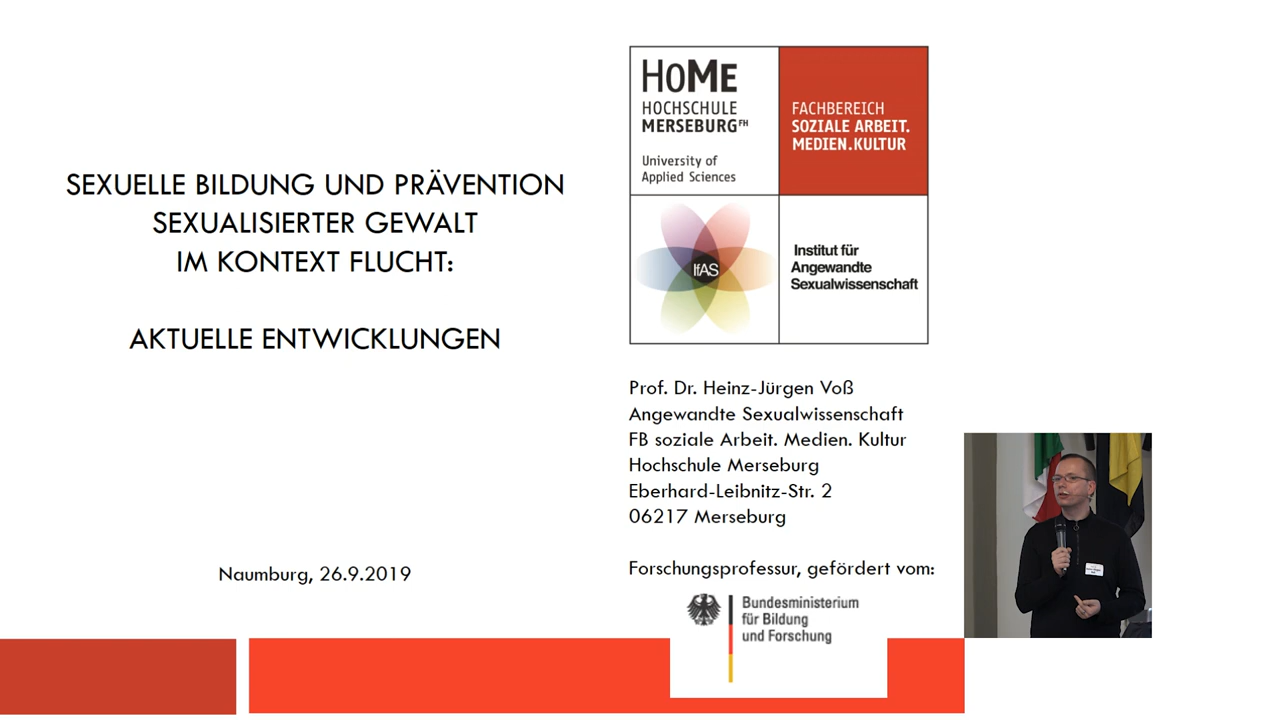 SEXUELLE BILDUNG UND PRÄVENTION
SEXUALISIERTER GEWALT
IM KONTEXT FLUCHT:
AKTUELLE ENTWICKLUNGEN
Naumburg, 26.9.2019
HOME
HOCHSCHULE
MERSEBURG FH
University of
Applied Sciences
FACHBEREICH
SOZIALE ARBEIT.
MEDIEN.KULTUR
IfAS
Institut für
Angewandte
Sexualwissenschaft
Prof. Dr. Heinz-Jürgen Voß
Angewandte Sexualwissenschaft
FB soziale Arbeit. Medien. Kultur
Hochschule Merseburg
Eberhard-Leibnitz-Str. 2
06217 Merseburg
Forschungsprofessur, gefördert vom:
Bundesministerium
für Bildung
und Forschung